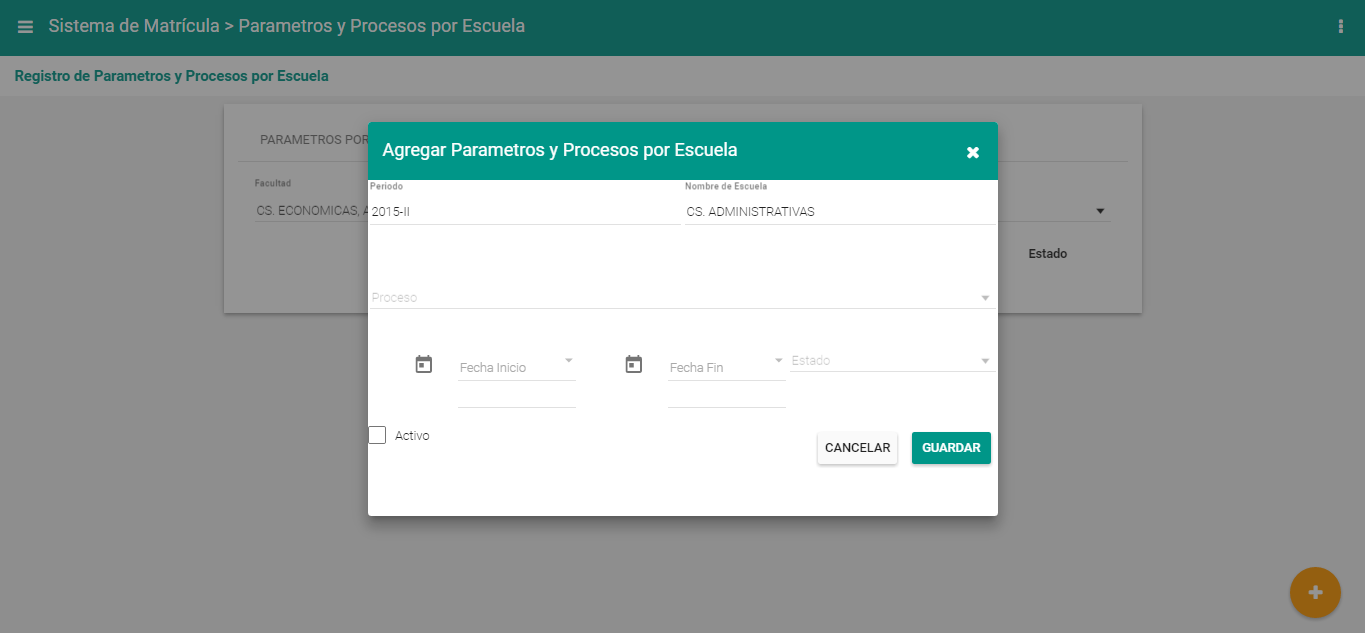 Sistema de Matrícula > Parametros y Procesos por Escuela
Registro de Parametros y Procesos por Escuela
PARAMETROS POR
Facultad
CS. ECONOMICAS, A
Estado
Agregar Parametros y Procesos por Escuela
Periodo
Nombre de Escuela
2015-II
CS. ADMINISTRATIVAS
Proceso
Fecha Inicio
Fecha Fin
Estado
Activo
CANCELAR
GUARDAR